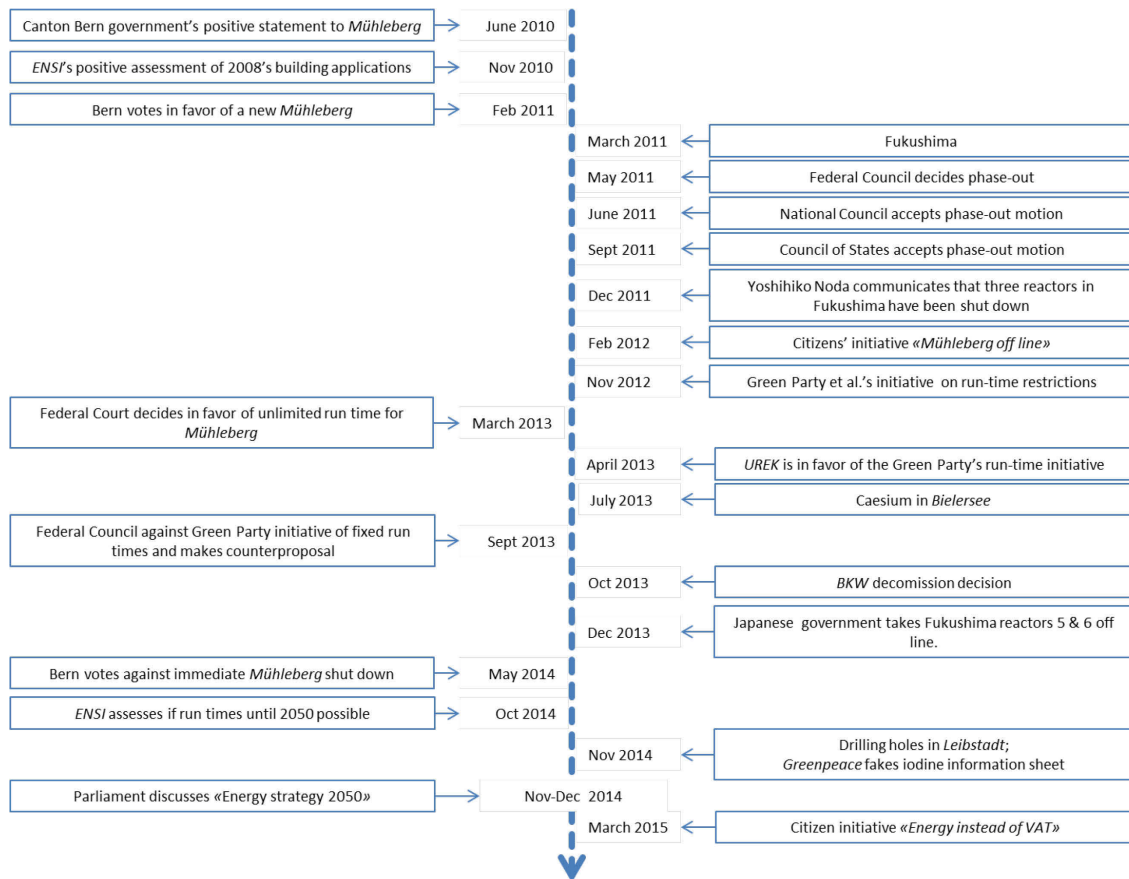 Canton Bern government's positive statement to Mühleberg
June 2010
ENSI's positive assessment of 2008's building applications
Nov 2010
Bern votes in favor of a new Mühleberg
Feb 2011
March 2011
Fukushima
May 2011
Federal Council decides phase-out
June 2011
National Council accepts phase-out motion
Sept 2011
Council of States accepts phase-out motion
Dec 2011
Yoshihiko Noda communicates that three reactors in
Fukushima have been shut down
Feb 2012
Citizens' initiative «Mühleberg off line»
Nov 2012
Green Party et al.'s initiative on run-time restrictions
Federal Court decides in favor of unlimited run time for
Mühleberg
March 2013
April 2013
UREK is in favor of the Green Party's run-time initiative
July 2013
Caesium in Bielersee
Federal Council against Green Party initiative of fixed run
times and makes counterproposal
Sept 2013
Oct 2013
BKW decomission decision
Dec 2013
Japanese government takes Fukushima reactors 5 & 6 off
line.
Bern votes against immediate Mühleberg shut down
May 2014
ENSI assesses if run times until 2050 possible
Oct 2014
Nov 2014
Drilling holes in Leibstadt;
Greenpeace fakes iodine information sheet
Parliament discusses «Energy strategy 2050»
Nov-Dec 2014
March 2015
Citizen initiative «Energy instead of VAT»